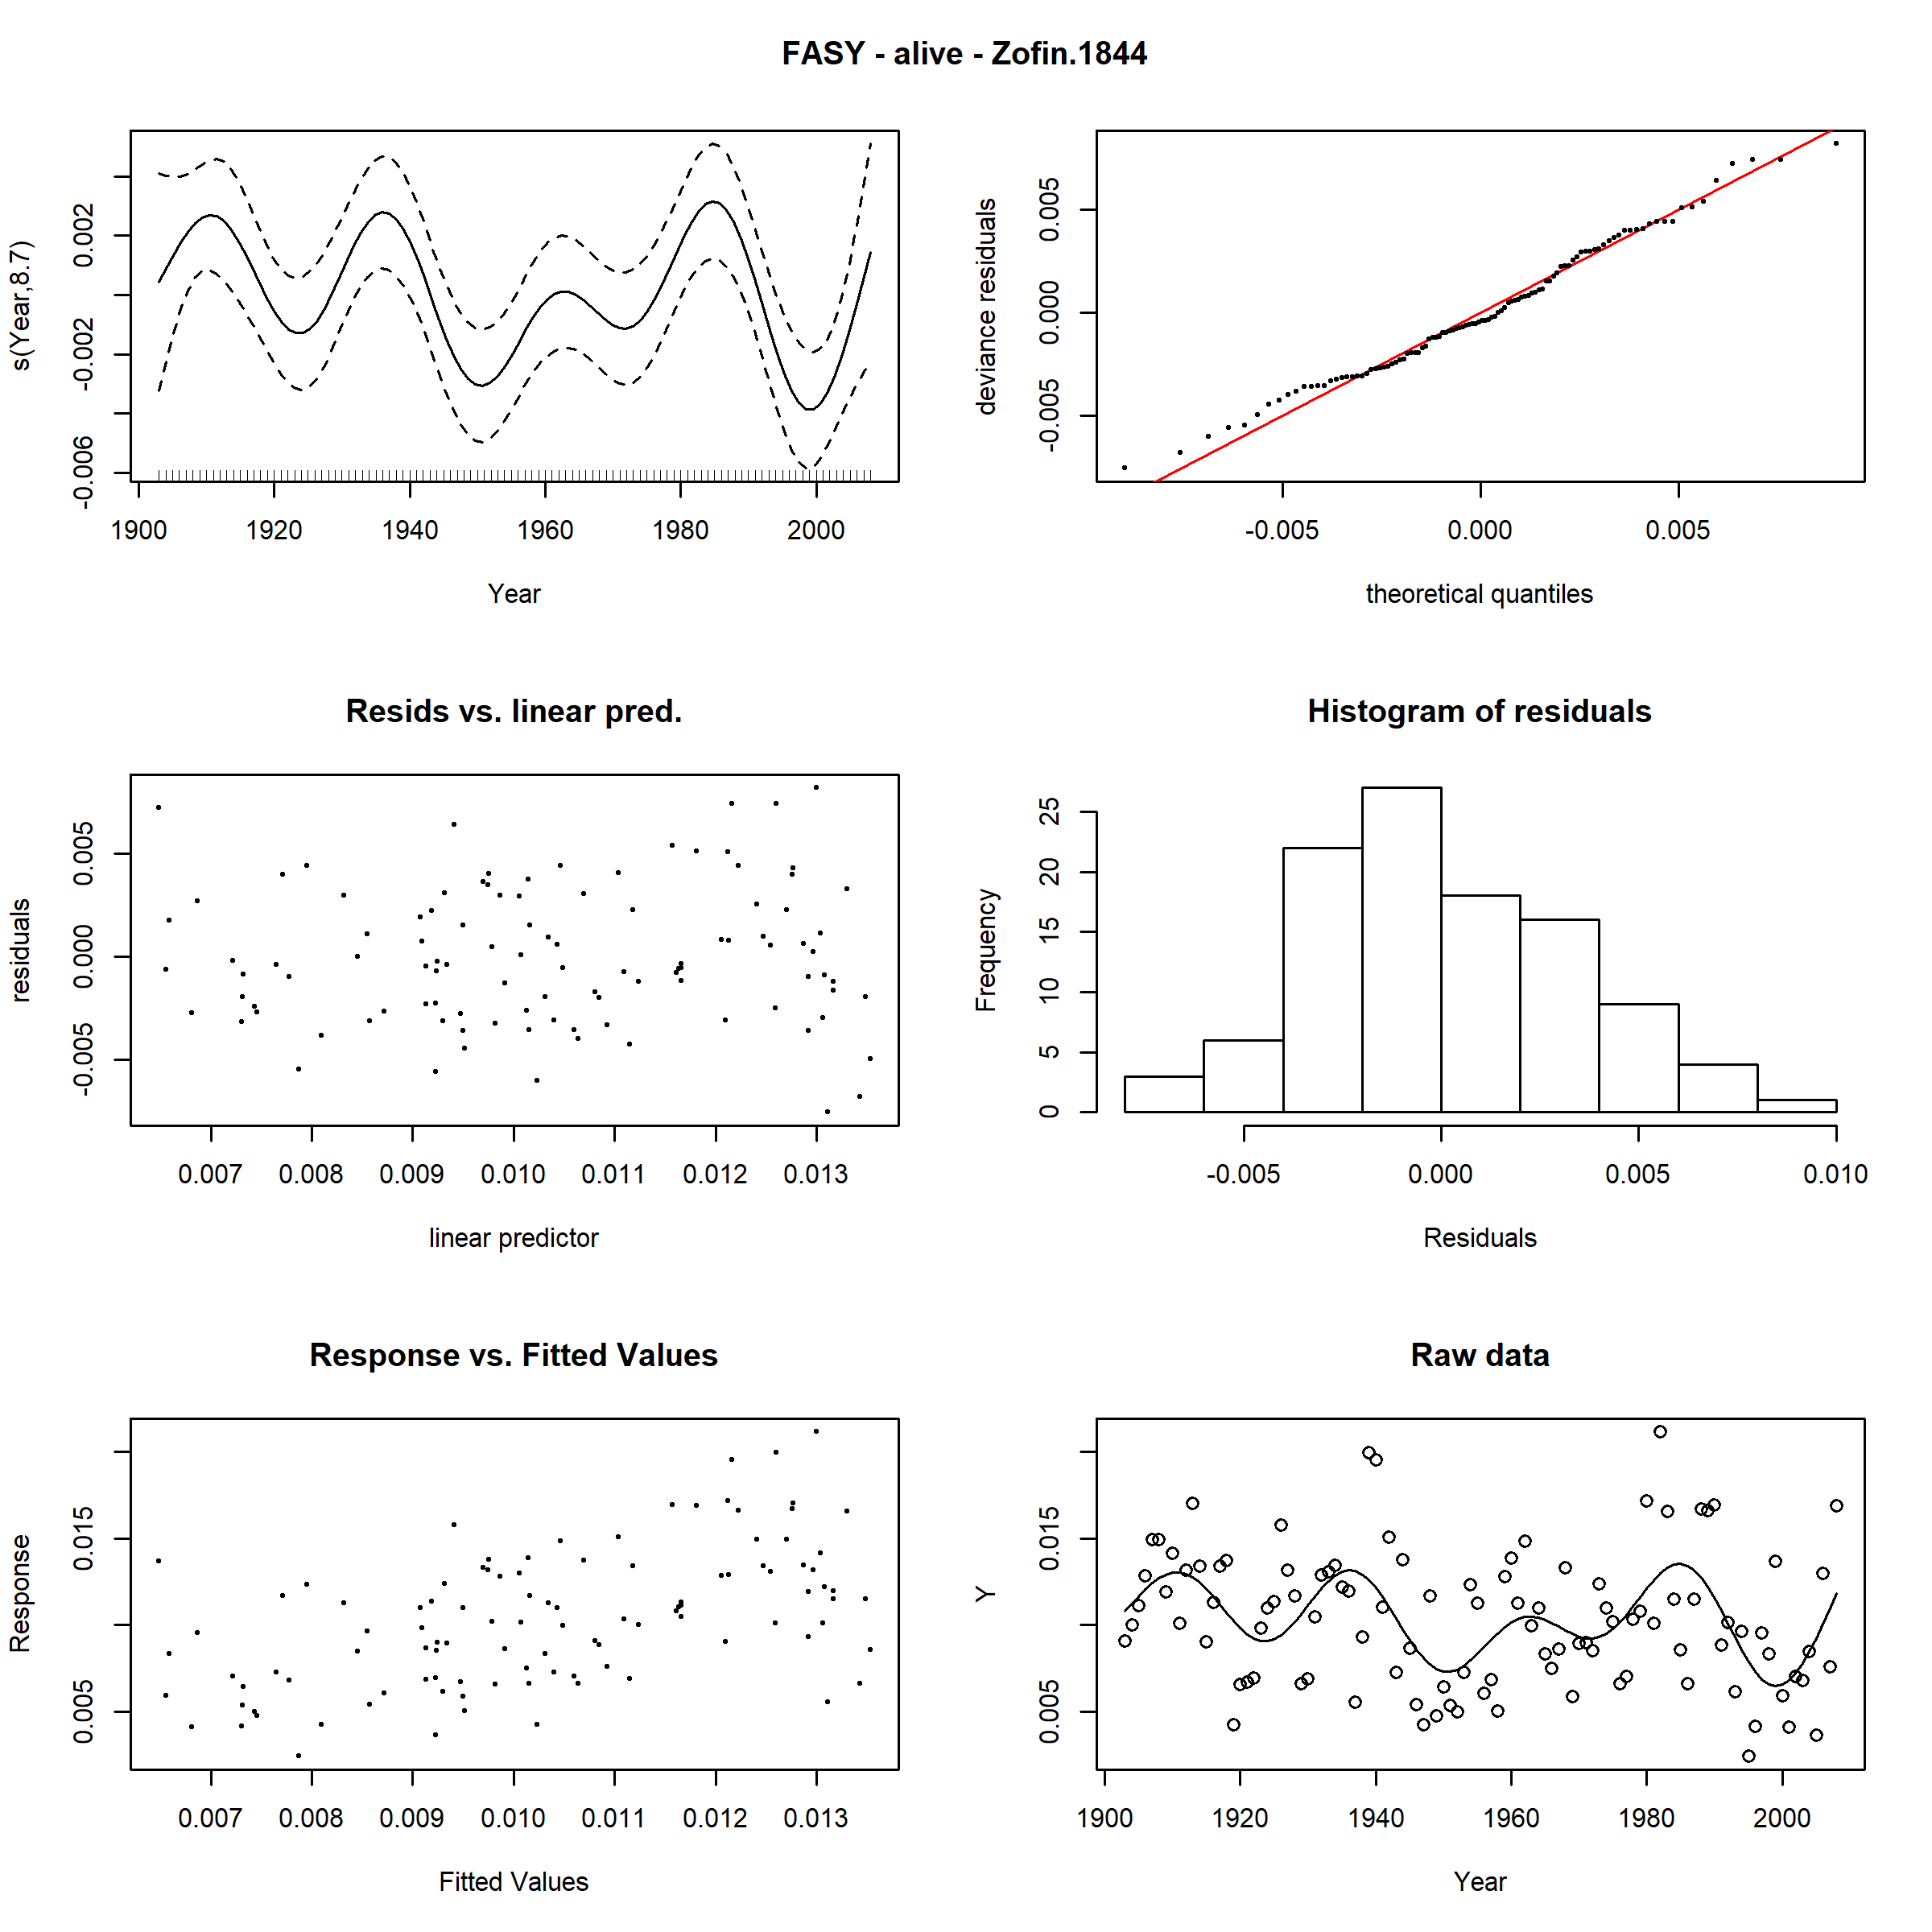 FASY - alive - Zofin.1844
s(Year,8.7)
0.002
-0.002
-0.006
1900 1920 1940 1960 1980 2000
Year
deviance residuals
0.005
0.000
-0.005
-0.005 0.000 0.005
theoretical quantiles
Resids vs. linear pred.
residuals
0.005
0.000
-0.005
0.007 0.008 0.009 0.010 0.011 0.012 0.013
linear predictor
Histogram of residuals
Frequency
25
20
15
10
5
0
-0.005 0.000 0.005 0.010
Residuals
Response vs. Fitted Values
Response
0.015
0.005
0.007 0.008 0.009 0.010 0.011 0.012 0.013
Fitted Values
Raw data
Y
0.015
0.005
1900 1920 1940 1960 1980 2000
Year